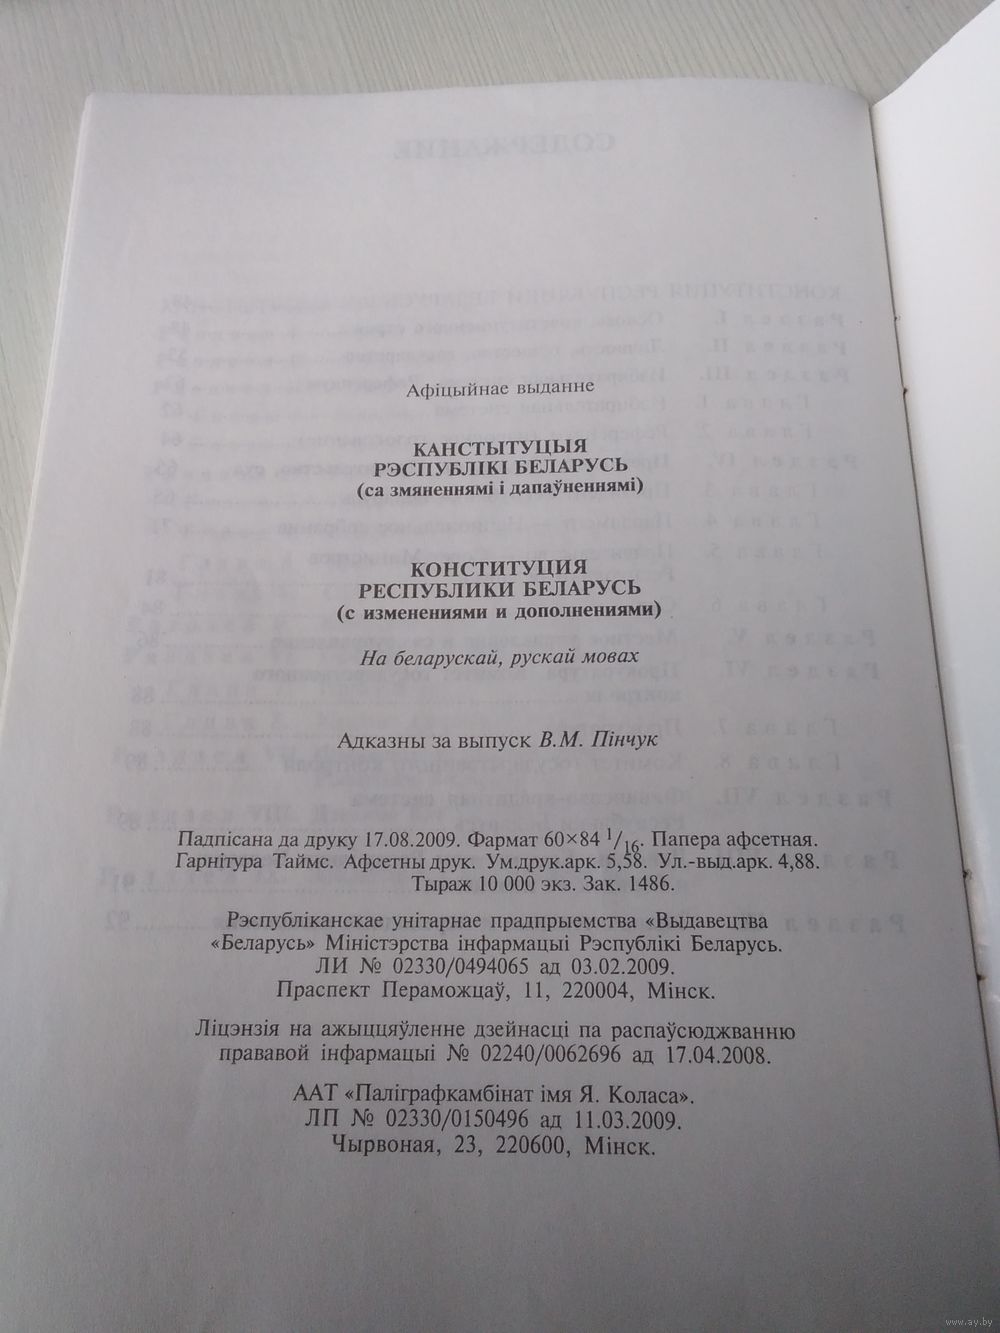 Афіцыйнае выданне
КАНСТЫТУЦЫЯ
РЭСПУБЛІКІ БЕЛАРУСЬ
(са змяненнямі і дапаўненнямі)
КОНСТИТУЦИЯ
РЕСПУБЛИКИ БЕЛАРУСЬ
(с изменениями и дополнениями)
На беларускай, рускай мовах
Адказны за выпуск В.М. Пінчук
Падпісана да друку 17.08.2009. Фармат 60×84 1/16. Папера афсетная.
Гарнітура Таймс. Афсетны друк. Ум.друк.арк. 5,58. Ул.-выд.арк. 4,88.
Тыраж 10 000 экз. Зак. 1486.
Рэспубліканскае унітарнае прадпрыемства «Выдавецтва
«Беларусь» Міністэрства інфармацыі Рэспублікі Беларусь.
ЛИ № 02330/0494065 ад 03.02.2009.
Праспект Пераможцаў, 11, 220004, Мінск.
Ліцэнзія на ажыццяўленне дзейнасці па распаўсюджванню
прававой інфармацыі № 02240/0062696 ад 17.04.2008.
ААТ «Паліграфкамбінат імя Я. Коласа».
ЛП № 02330/0150496 ад 11.03.2009.
Чырвоная, 23, 220600, Мінск.
www.ay.by